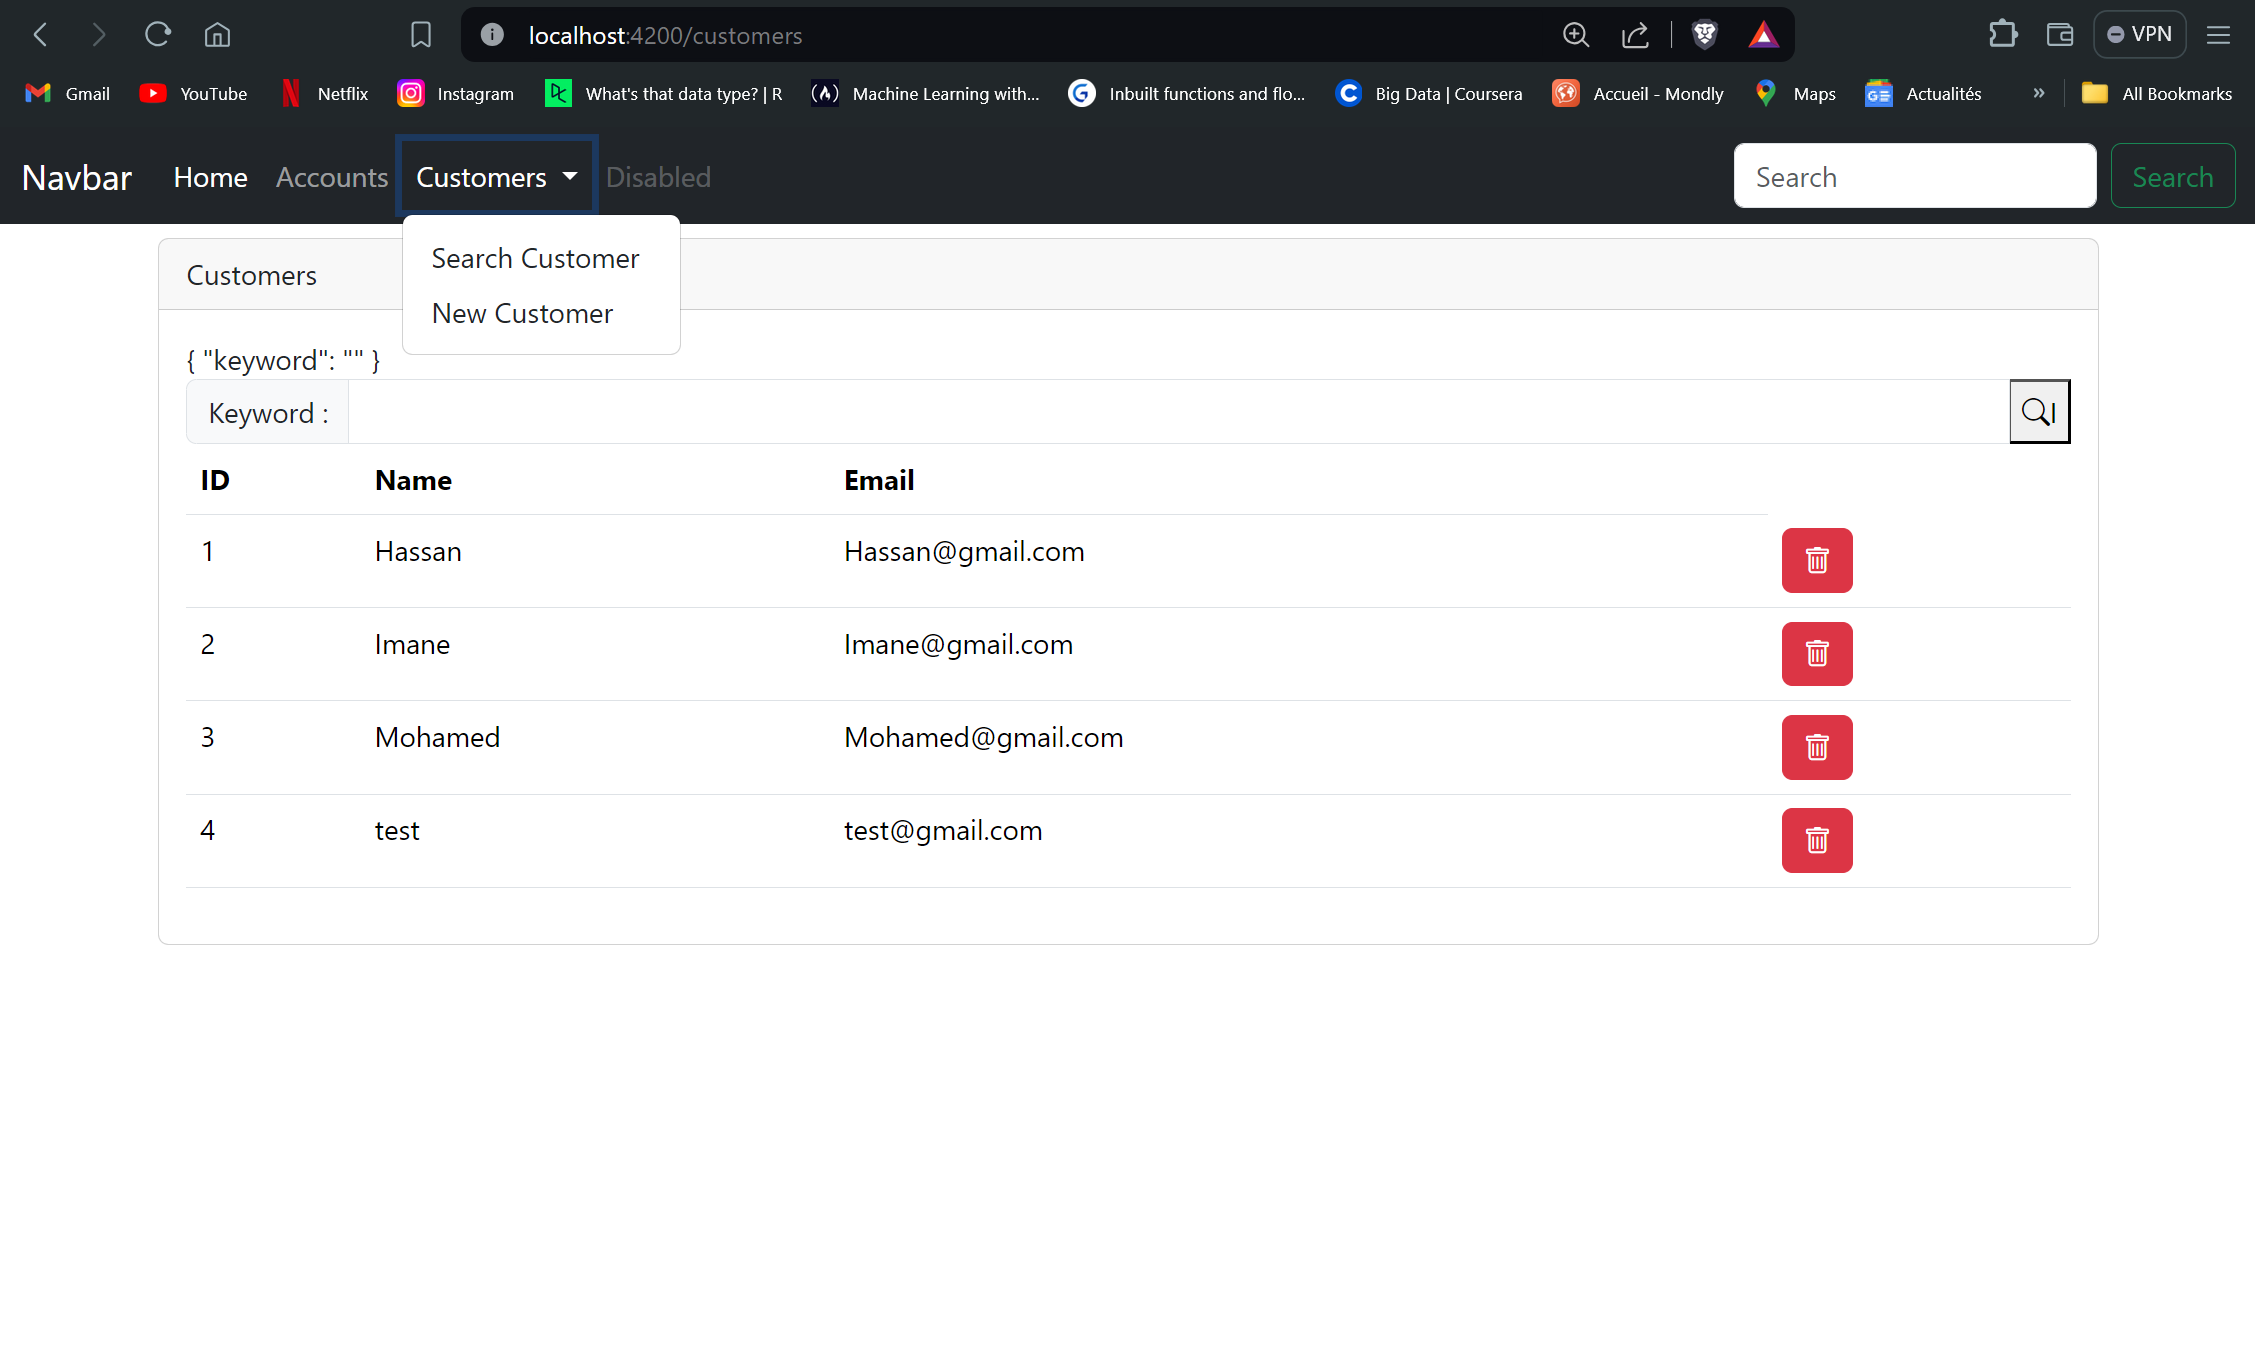 localhost:4200/customers
VPN
Gmail YouTube Netflix Instagram What's that data type? | R Machine Learning with... Inbuilt functions and flo... Big Data | Coursera Accueil - Mondly Maps Actualités » All Bookmarks
Navbar Home Accounts Customers Disabled Search Search
Search Customer
New Customer
Customers
{ "keyword": "" }
Keyword :
ID Name Email
1 Hassan Hassan@gmail.com
2 Imane Imane@gmail.com
3 Mohamed Mohamed@gmail.com
4 test test@gmail.com